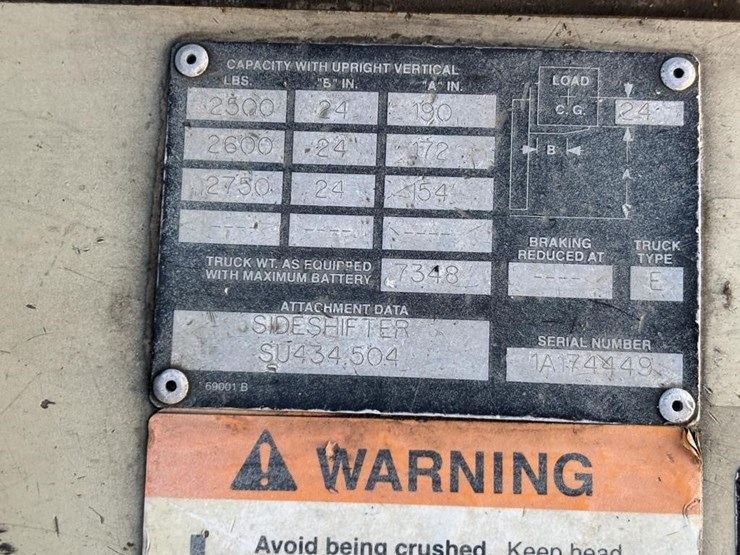 CAPACITY WITH UPRIGHT VERTICAL
LBS. "B" IN. "A" IN.
2500 24 190
2600 24 172
2750 24 154
---- ---- ----
LOAD
C.G. 24
B
A
TRUCK WT. AS EQUIPPED
WITH MAXIMUM BATTERY 7348
BRAKING
REDUCED AT
----
TRUCK
TYPE
E
ATTACHMENT DATA
SIDESHIFTER
SU434,504
SERIAL NUMBER
1A174449
69001 B
WARNING
Avoid being crushed. Keep head